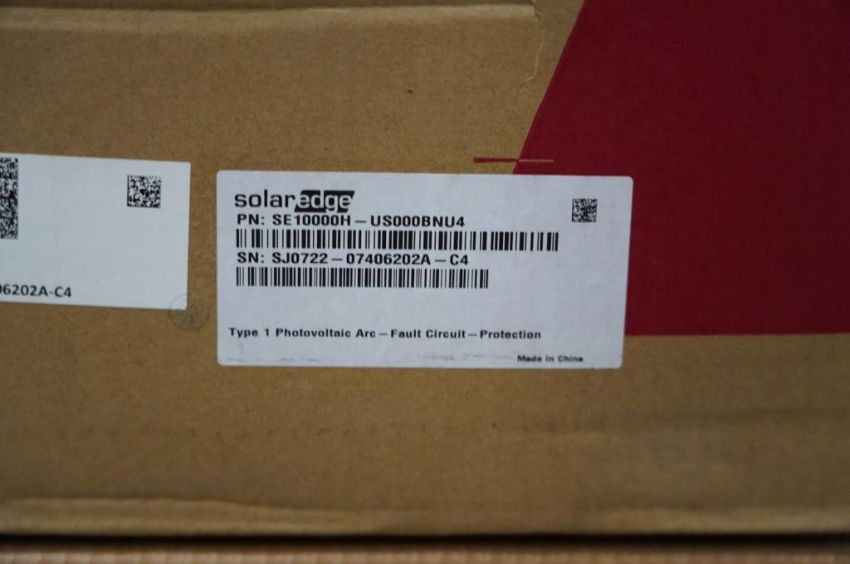 06202A-C4
solaredge
PN: SE10000H-US000BNU4
SN: SJ0722-07406202A-C4
Type 1 Photovoltaic Arc-Fault Circuit-Protection
Made in China